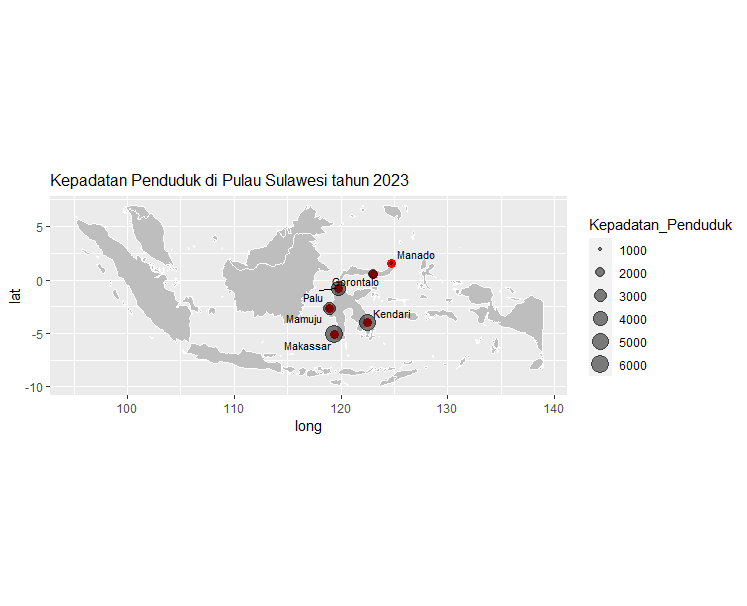 Kepadatan Penduduk di Pulau Sulawesi tahun 2023
5
0
-5
-10
lat
100
110
120
130
140
long
Manado
Gorontalo
Palu
Mamuju
Kendari
Makassar
Kepadatan_Penduduk
1000
2000
3000
4000
5000
6000